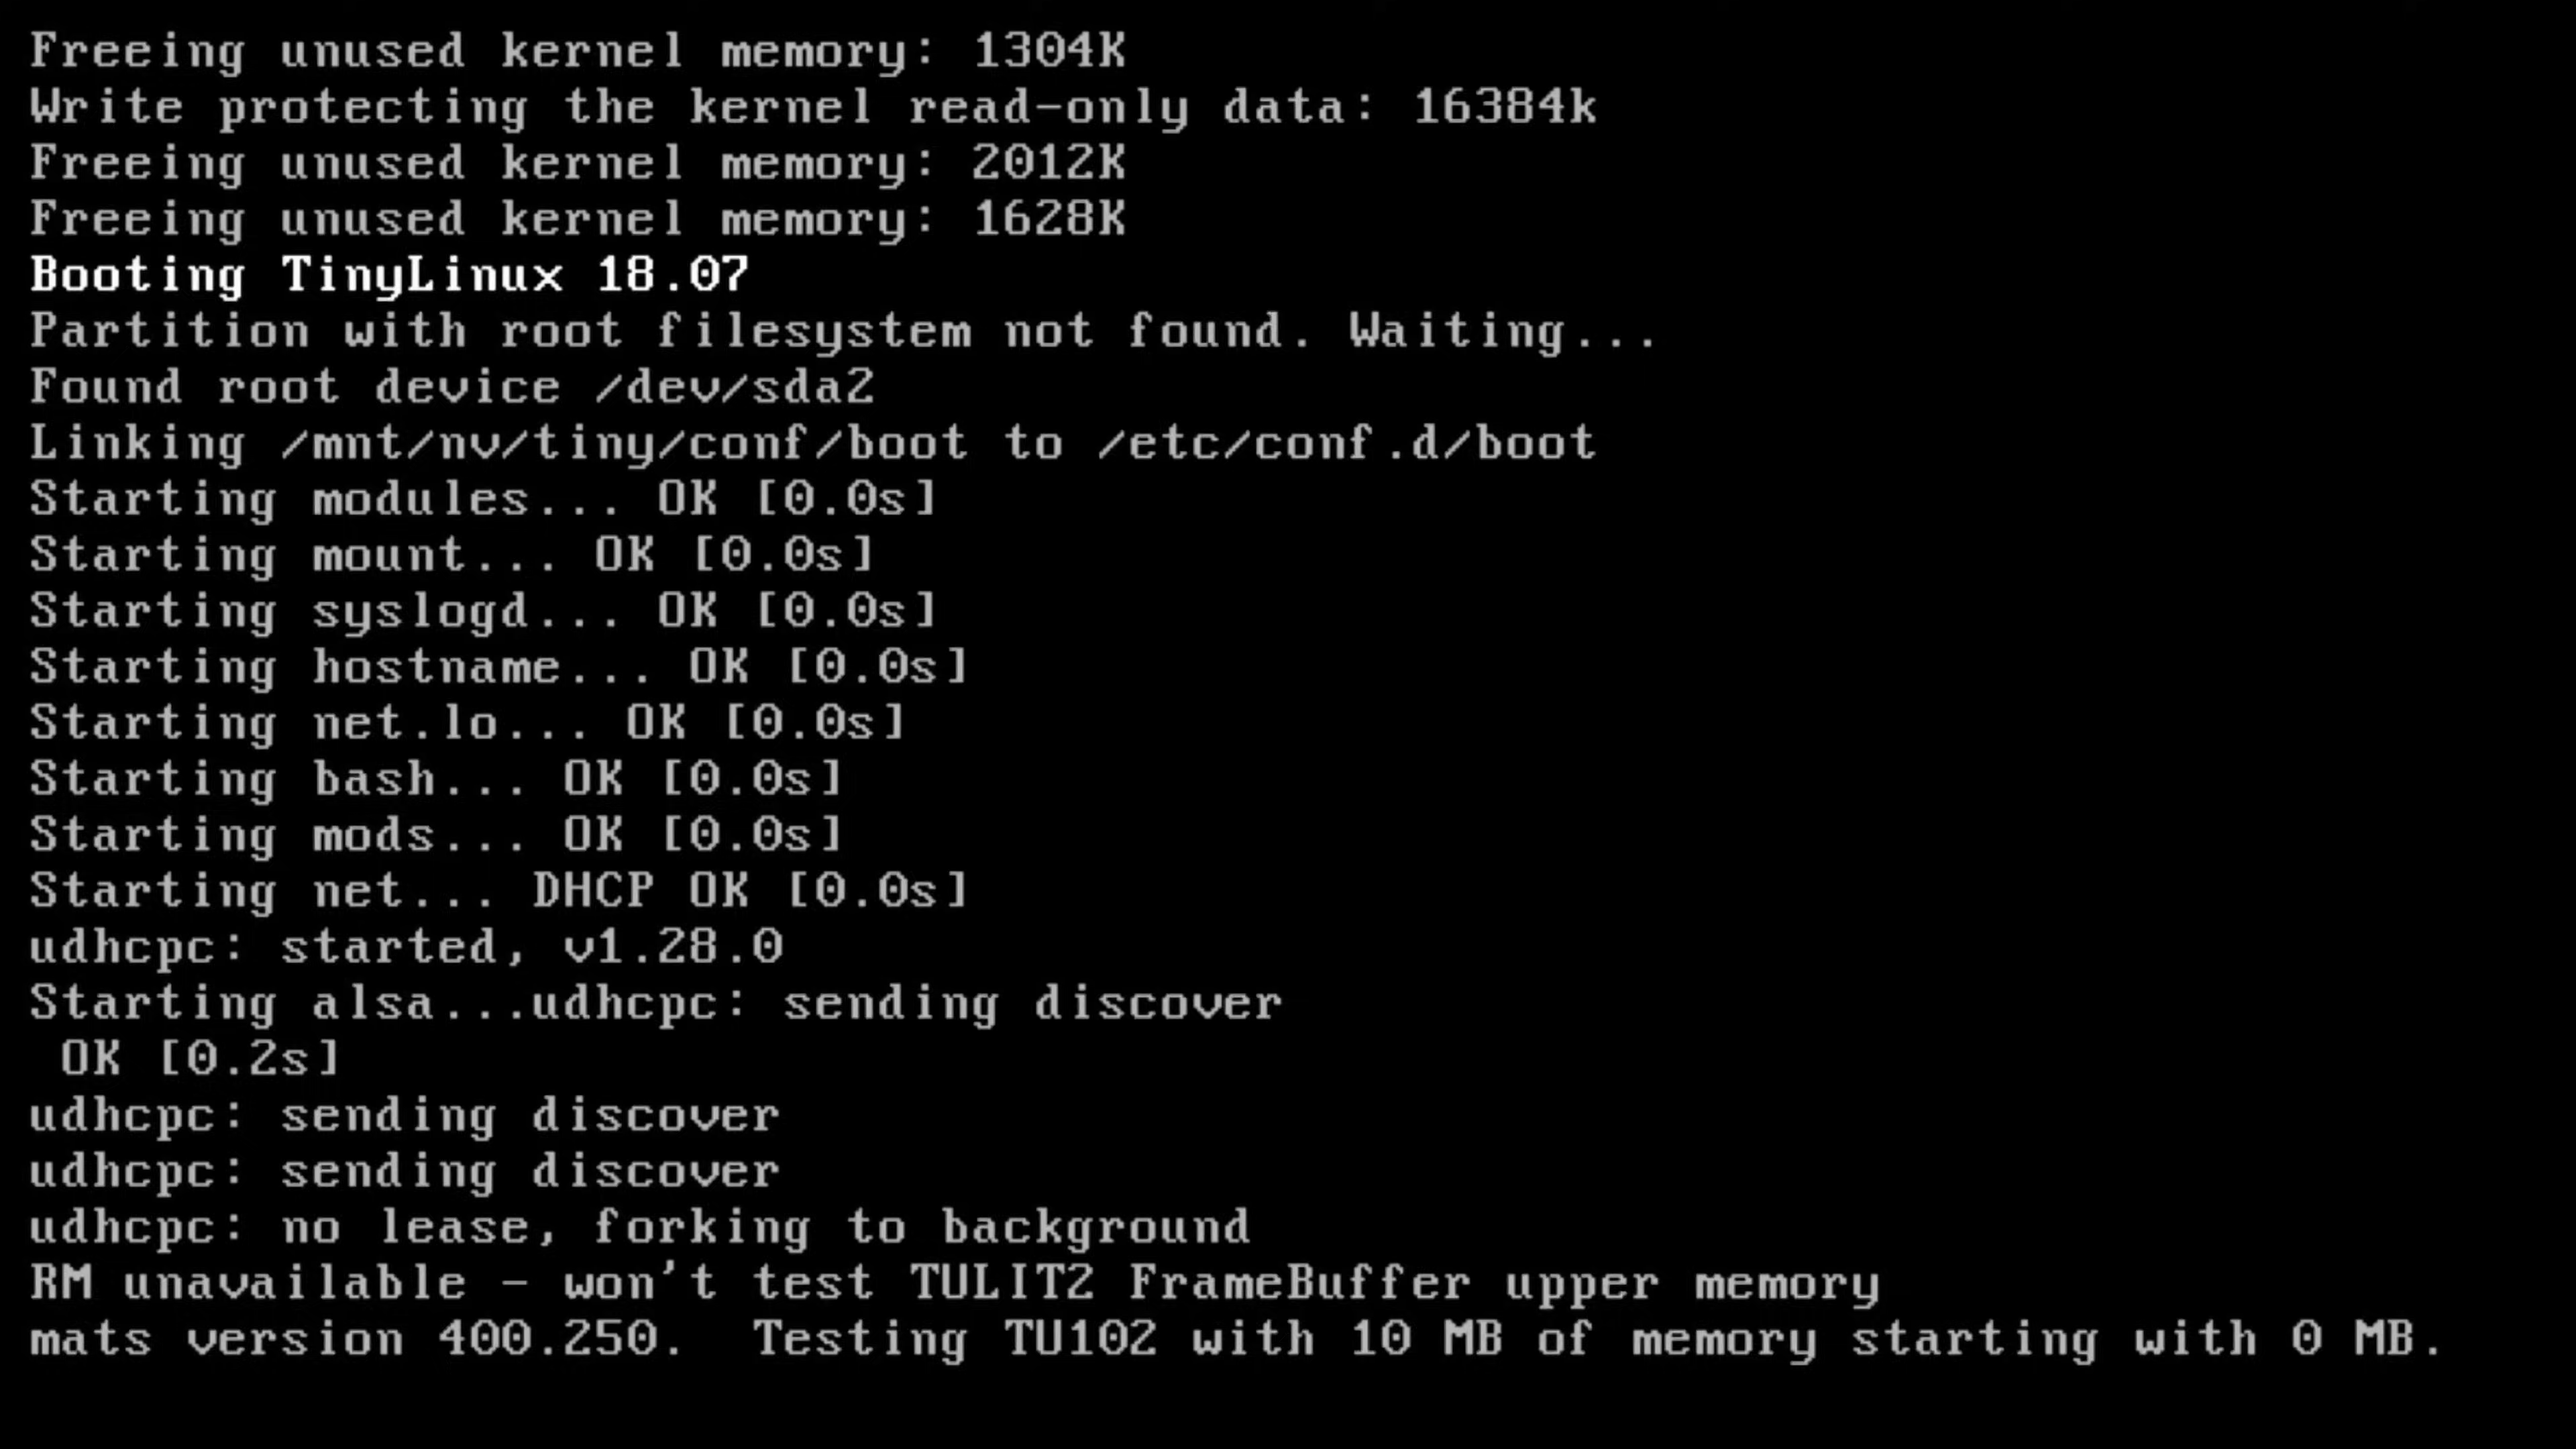 Freeing unused kernel memory: 1304K
Write protecting the kernel read-only data: 16384k
Freeing unused kernel memory: 2012K
Freeing unused kernel memory: 1628K
Booting TinyLinux 18.07
Partition with root filesystem not found. Waiting...
Found root device /dev/sda2
Linking /mnt/nv/tiny/conf/boot to /etc/conf.d/boot
Starting modules... OK [0.0s]
Starting mount... OK [0.0s]
Starting syslogd... OK [0.0s]
Starting hostname... OK [0.0s]
Starting net.lo... OK [0.0s]
Starting bash... OK [0.0s]
Starting mods... OK [0.0s]
Starting net... DHCP OK [0.0s]
udhcpc: started, v1.28.0
Starting alsa...udhcpc: sending discover
 OK [0.2s]
udhcpc: sending discover
udhcpc: sending discover
udhcpc: no lease, forking to background
RM unavailable - won't test TULIT2 FrameBuffer upper memory
mats version 400.250.  Testing TU102 with 10 MB of memory starting with 0 MB.